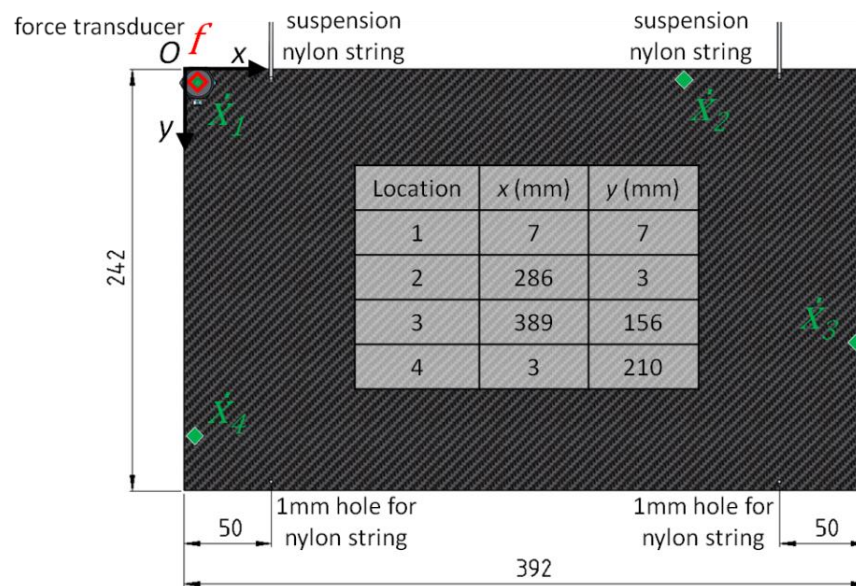 force transducer
suspension
nylon string
suspension
nylon string
O
f
x
y
ẋ1
ẋ2
ẋ3
ẋ4
Location x (mm) y (mm)
1 7 7
2 286 3
3 389 156
4 3 210
242
1mm hole for
nylon string
1mm hole for
nylon string
50
50
392